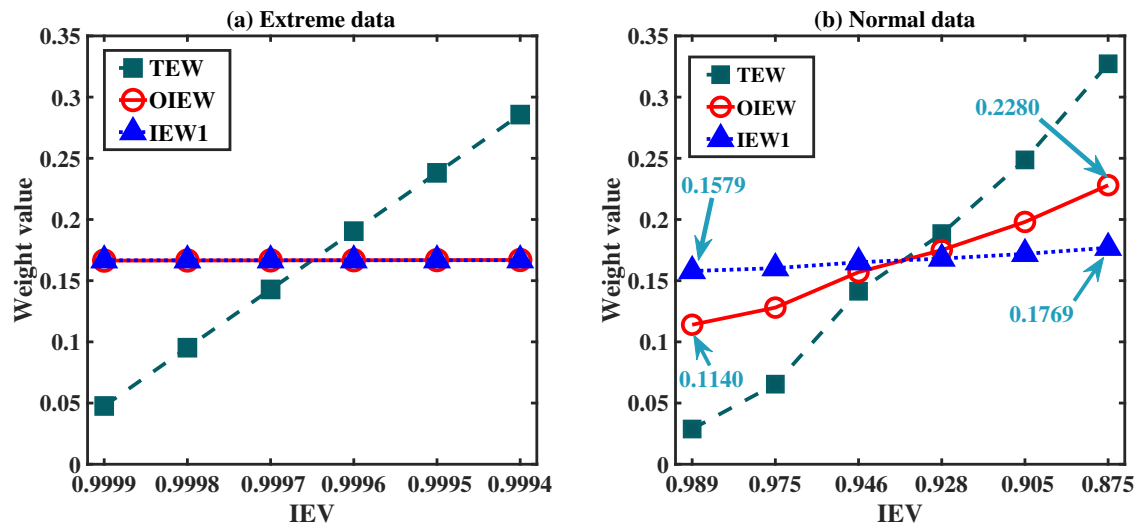 (a) Extreme data
Weight value
0.35
0.3
0.25
0.2
0.15
0.1
0.05
0
TEW
OIEW
IEW1
0.9999 0.9998 0.9997 0.9996 0.9995 0.9994
IEV
(b) Normal data
Weight value
0.35
0.3
0.25
0.2
0.15
0.1
0.05
0
TEW
OIEW
IEW1
0.2280
0.1579
0.1769
0.1140
0.989 0.975 0.946 0.928 0.905 0.875
IEV